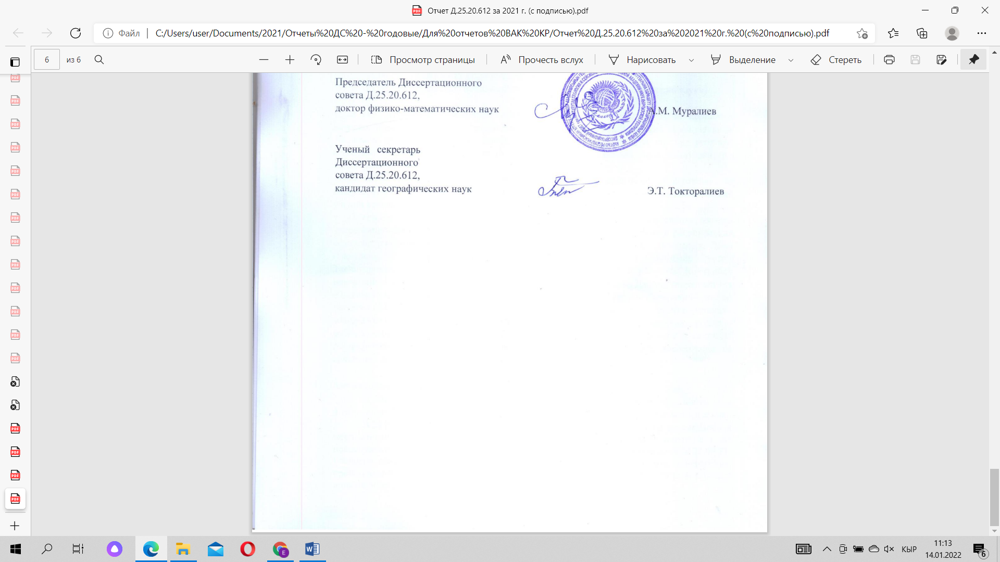 Отчет Д.25.20.612 за 2021 г. (с подписью).pdf
Файл C:/Users/user/Documents/2021/Отчеты%20ДС%20-%20годовые/Для%20отчетов%20ВАК%20КР/Отчет%20Д.25.20.612%20за%202021%20г.%20(с%20подписью).pdf
6 из 6 Просмотр страницы Прочесть вслух Нарисовать Выделение Стереть
Председатель Диссертационного
совета Д.25.20.612,
доктор физико-математических наук А.М. Муралиев
Ученый секретарь
Диссертационного
совета Д.25.20.612,
кандидат географических наук Э.Т. Токторалиев
КЫР
11:13
14.01.2022
6